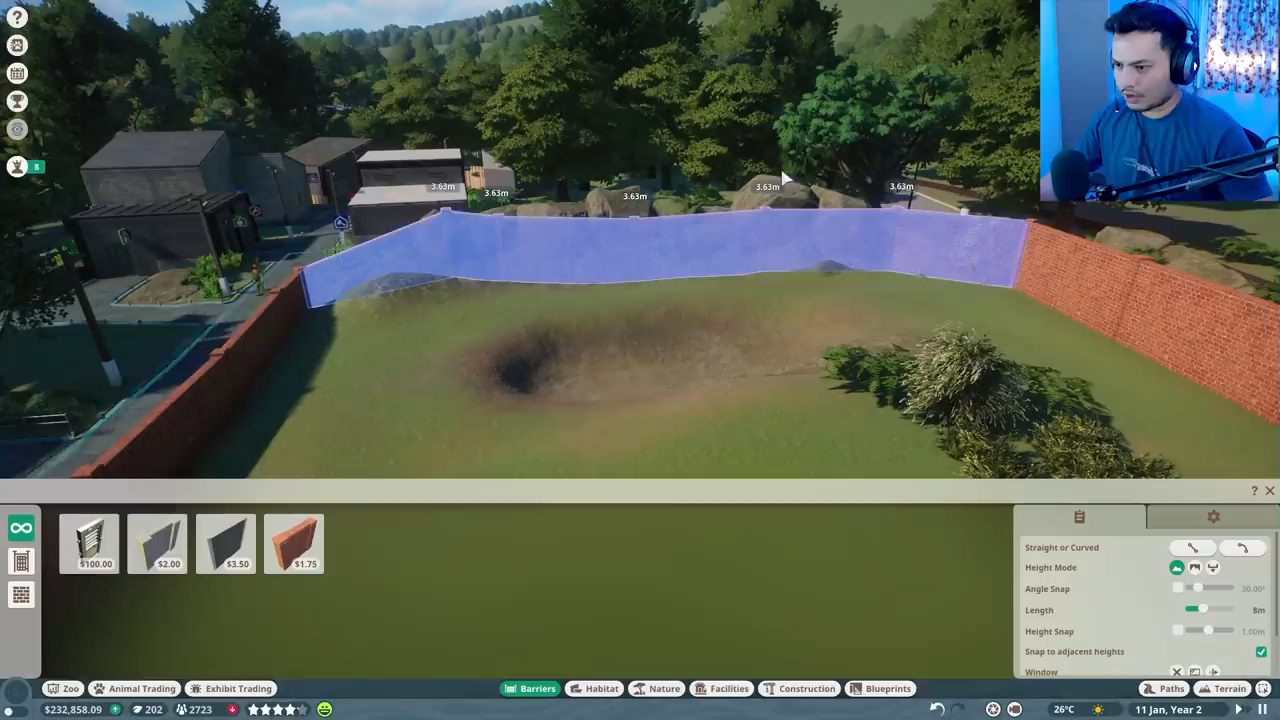 ?
8
3.63m 3.63m 3.63m 3.63m 3.63m
? ×
$100.00 $2.00 $3.50 $1.75
Straight or Curved
Height Mode
Angle Snap 30.00°
Length 8m
Height Snap 1.00m
Snap to adjacent heights
Window
Zoo Animal Trading Exhibit Trading Barriers Habitat Nature Facilities Construction Blueprints Paths Terrain
$232,858.09 202 2723 26°C 11 Jan, Year 2